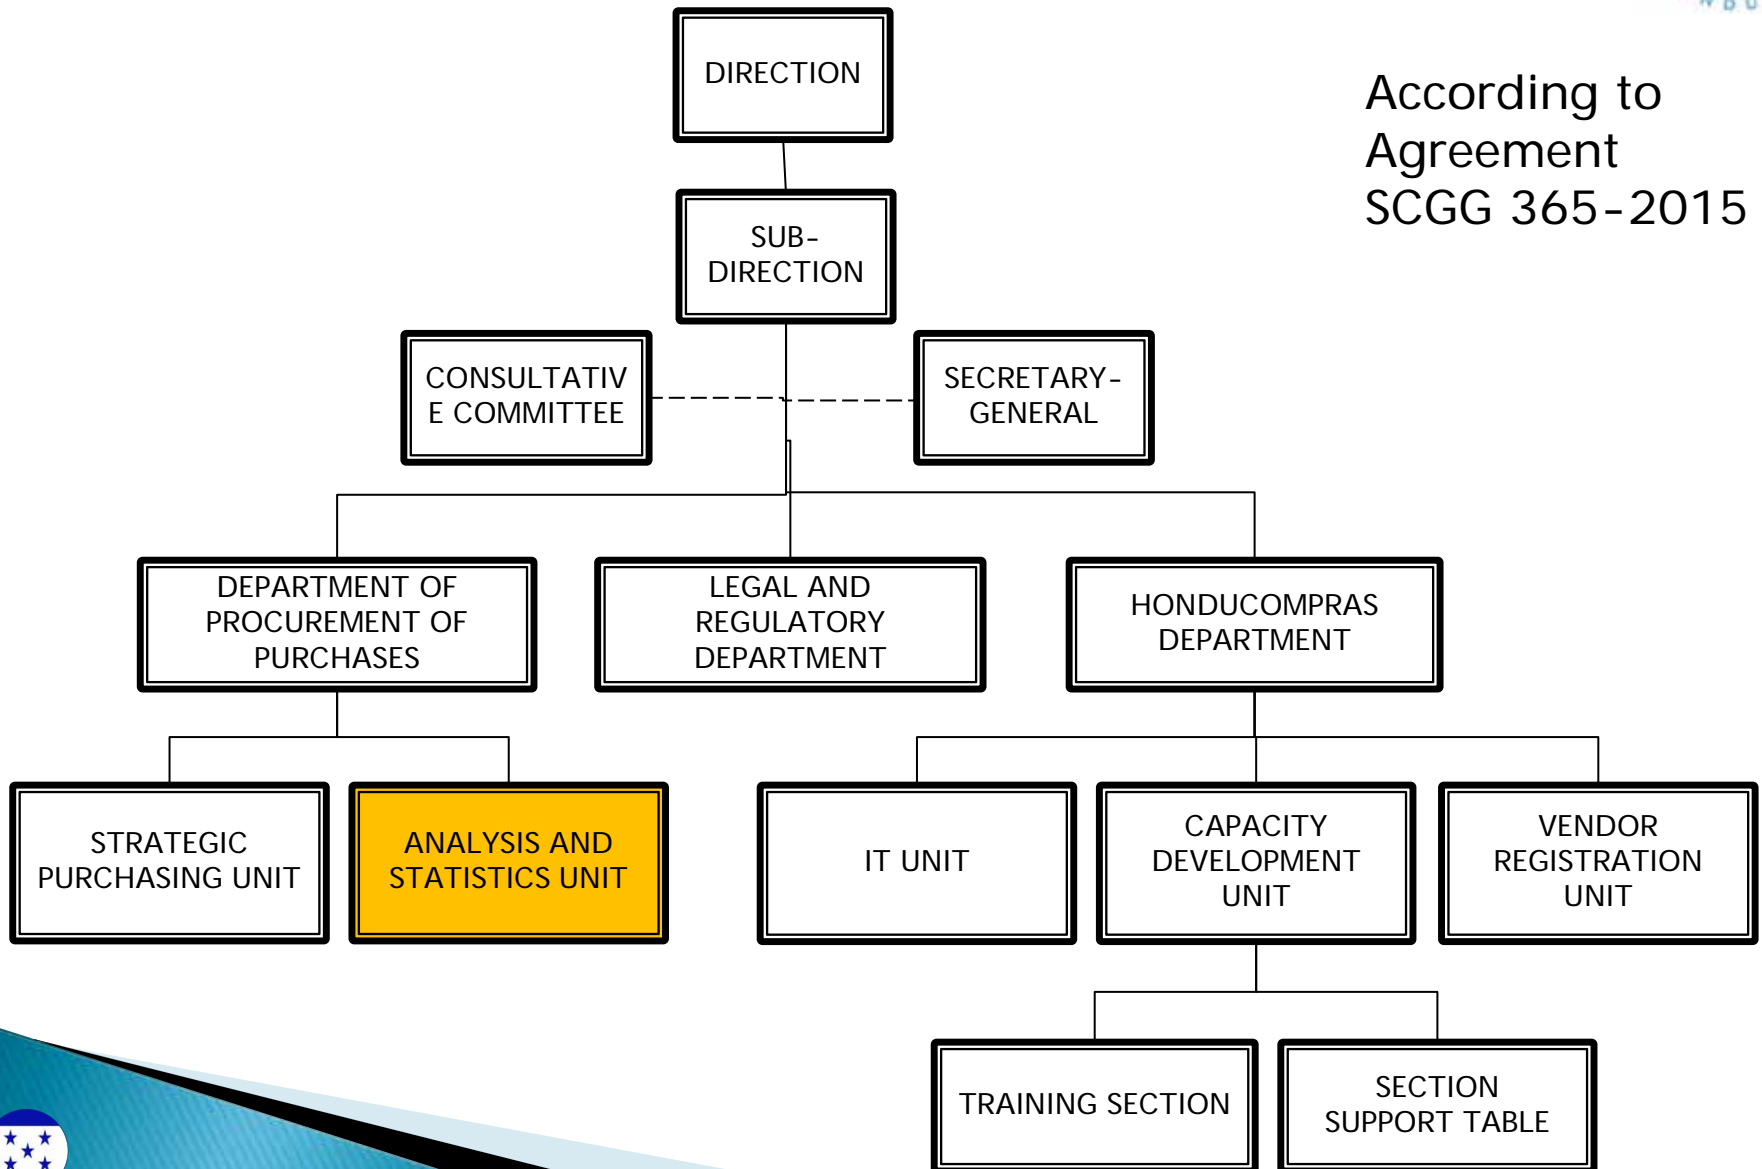 DIRECTION
According to
Agreement
SCGG 365-2015
SUB-
DIRECTION
CONSULTATIV
E COMMITTEE
SECRETARY-
GENERAL
DEPARTMENT OF
PROCUREMENT OF
PURCHASES
LEGAL AND
REGULATORY
DEPARTMENT
HONDUCOMPRAS
DEPARTMENT
STRATEGIC
PURCHASING UNIT
ANALYSIS AND
STATISTICS UNIT
IT UNIT
CAPACITY
DEVELOPMENT
UNIT
VENDOR
REGISTRATION
UNIT
TRAINING SECTION
SECTION
SUPPORT TABLE